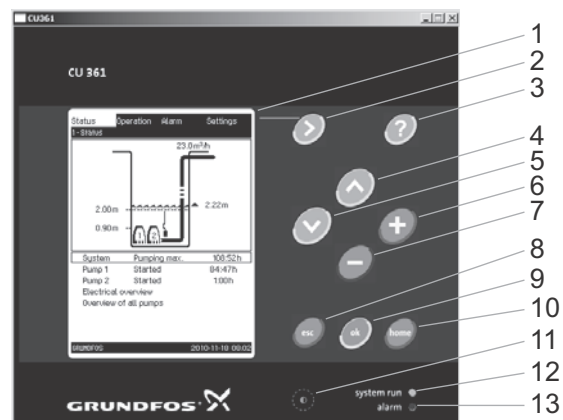 CU361
CU 361
1
2
3
4
5
6
7
8
9
10
11
12
13
Status Operation Alarm Settings
1 - Status
23.0m³/h
2.00m
2.22m
0.90m
1 2
System Pumping max. 108:52h
Pump 1 Started 84:47h
Pump 2 Started 1:00h
Electrical overview
Overview of all pumps
GRUNDFOS 2010-11-18 08:02
> ?
+
−
esc ok home
GRUNDFOS
system run
alarm